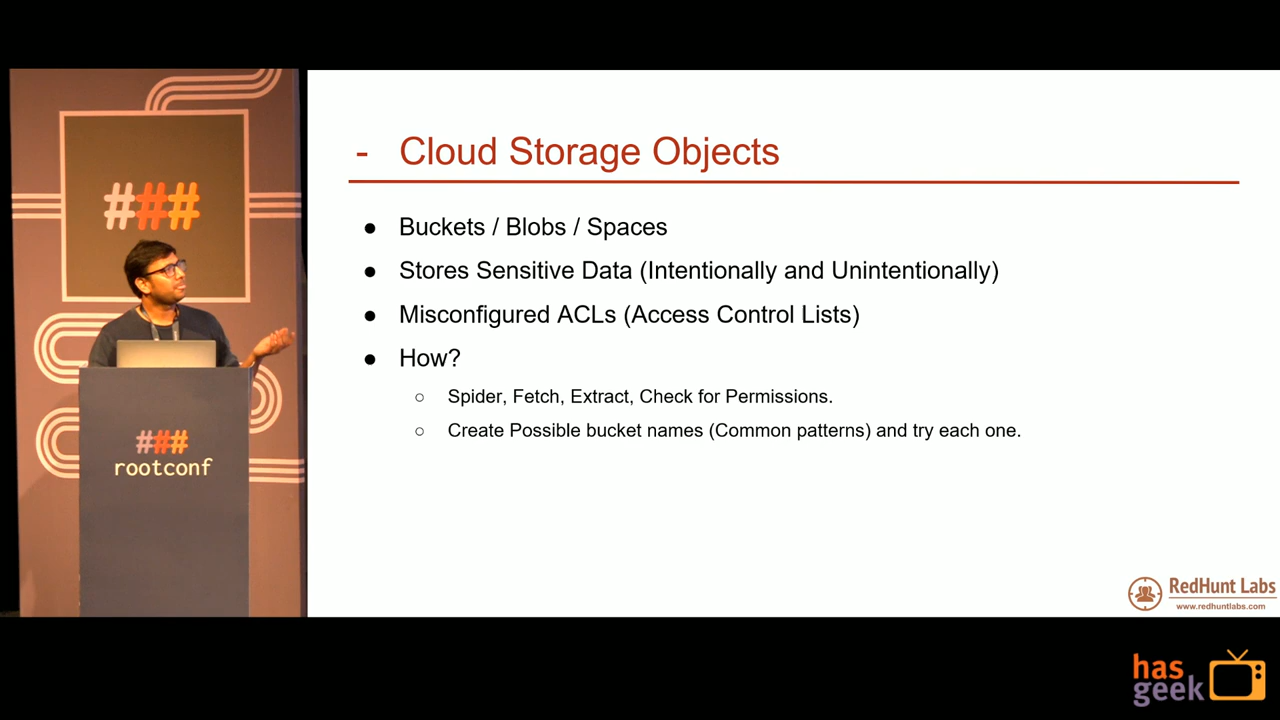 ###
###
rootconf
- Cloud Storage Objects
● Buckets / Blobs / Spaces
● Stores Sensitive Data (Intentionally and Unintentionally)
● Misconfigured ACLs (Access Control Lists)
● How?
○ Spider, Fetch, Extract, Check for Permissions.
○ Create Possible bucket names (Common patterns) and try each one.
RedHunt Labs
www.redhuntlabs.com
has
geek